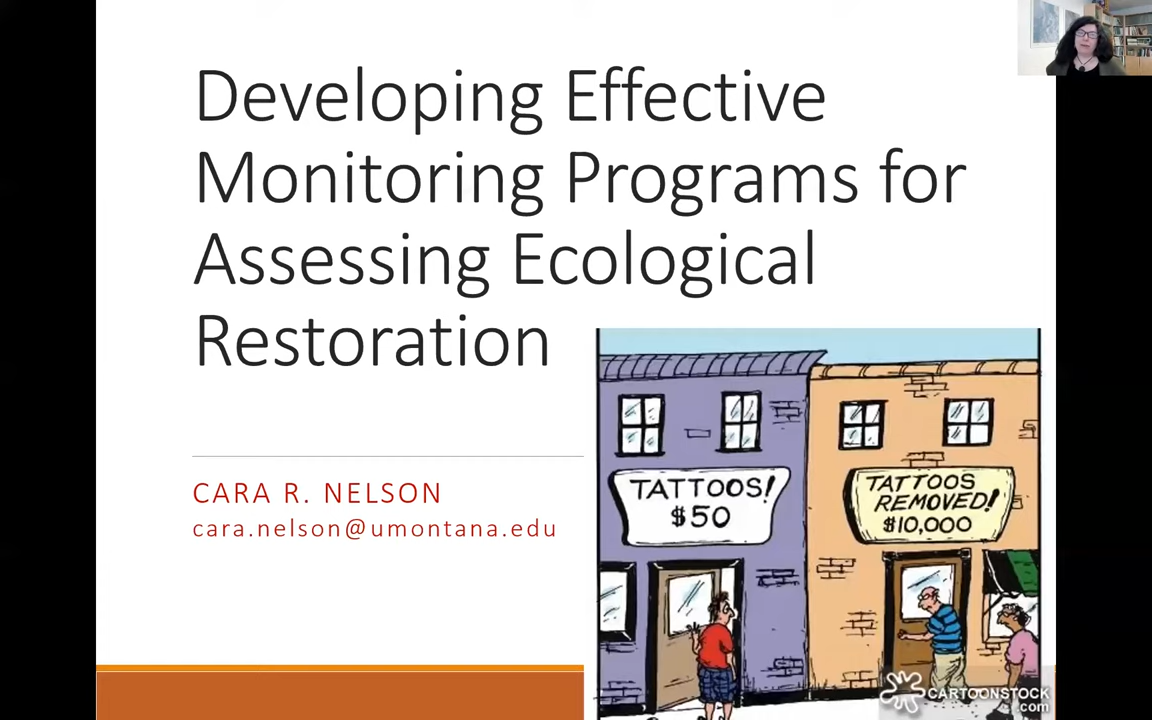 Developing Effective
Monitoring Programs for
Assessing Ecological
Restoration
CARA R. NELSON
cara.nelson@umontana.edu
TATTOOS!
$50
TATTOOS
REMOVED!
$10,000
CARTOONSTOCK
.com